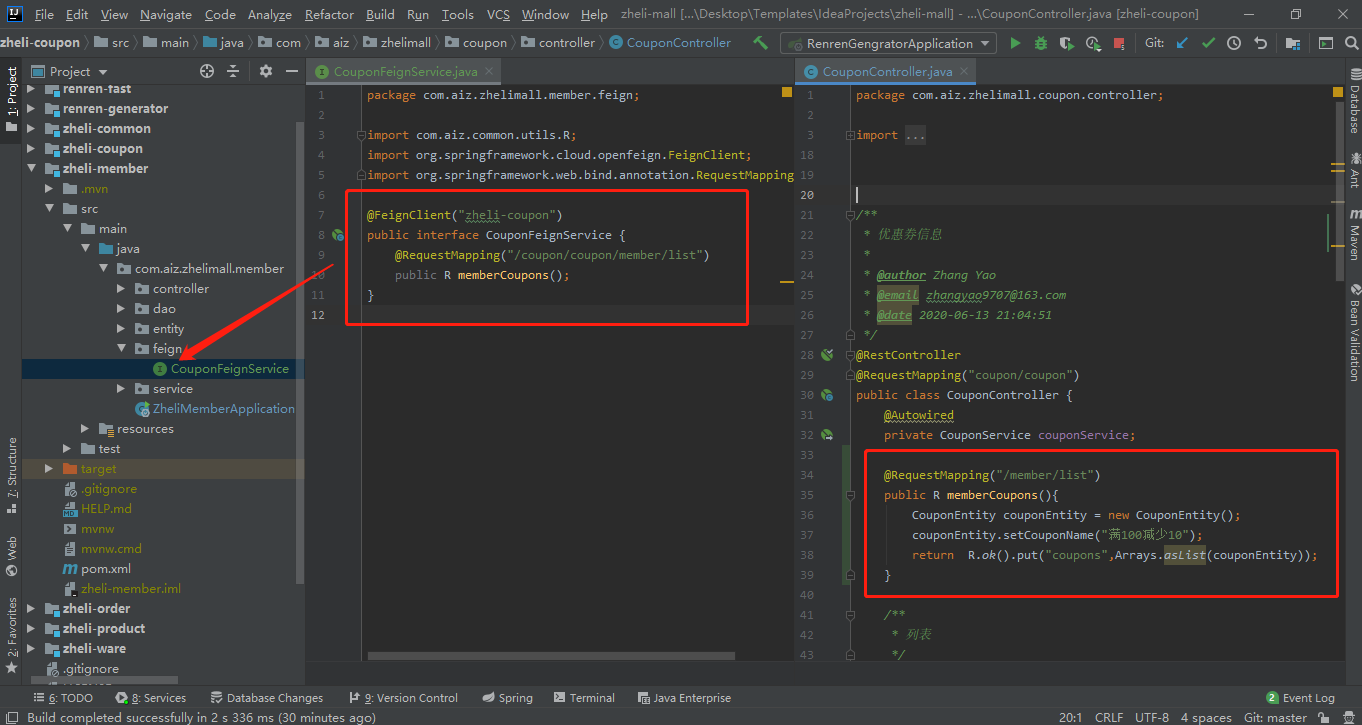 File Edit View Navigate Code Analyze Refactor Build Run Tools VCS Window Help zheli-mall [...\Desktop\Templates\IdeaProjects\zheli-mall] - ...\CouponController.java [zheli-coupon]
zheli-coupon src main java com aiz zhelimall coupon controller CouponController RenrenGengratorApplication Git:
1: Project
7: Structure
Web
2: Favorites
Project
renren-fast
renren-generator
zheli-common
zheli-coupon
zheli-member
.mvn
src
main
java
com.aiz.zhelimall.member
controller
dao
entity
feign
CouponFeignService
service
ZheliMemberApplication
resources
test
target
.gitignore
HELP.md
mvnw
mvnw.cmd
pom.xml
zheli-member.iml
zheli-order
zheli-product
zheli-ware
.gitignore
CouponFeignService.java
1 package com.aiz.zhelimall.member.feign;
2
3 import com.aiz.common.utils.R;
4 import org.springframework.cloud.openfeign.FeignClient;
5 import org.springframework.web.bind.annotation.RequestMapping
6
7 @FeignClient("zheli-coupon")
8 public interface CouponFeignService {
9 @RequestMapping("/coupon/coupon/member/list")
10 public R memberCoupons();
11 }
12
CouponController.java
1 package com.aiz.zhelimall.coupon.controller;
2
3 import ...
18
19
20
21 /**
22 * 优惠券信息
23 *
24 * @author Zhang Yao
25 * @email zhangyao9707@163.com
26 * @date 2020-06-13 21:04:51
27 */
28 @RestController
29 @RequestMapping("coupon/coupon")
30 public class CouponController {
31 @Autowired
32 private CouponService couponService;
33
34 @RequestMapping("/member/list")
35 public R memberCoupons(){
36 CouponEntity couponEntity = new CouponEntity();
37 couponEntity.setCouponName("满100减少10");
38 return R.ok().put("coupons",Arrays.asList(couponEntity));
39 }
40
41 /**
42 * 列表
43 */
Database
Ant
Maven
Bean Validation
6: TODO 8: Services Database Changes 9: Version Control Spring Terminal Java Enterprise 2 Event Log
Build completed successfully in 2 s 336 ms (30 minutes ago) 20:1 CRLF UTF-8 4 spaces Git: master